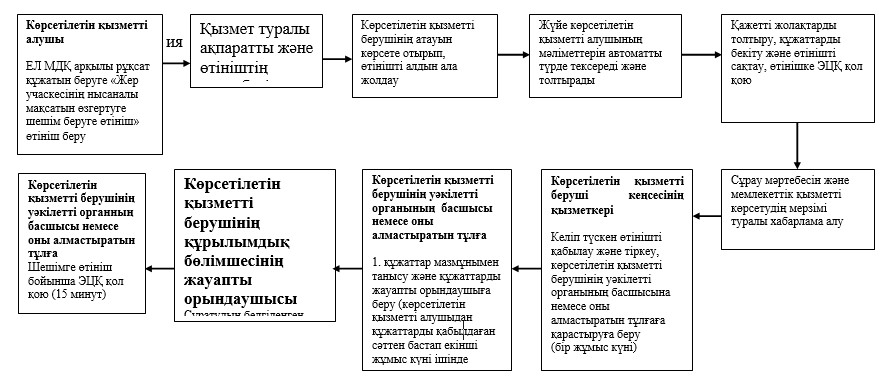 Көрсетілетін қызметті
алушы
ЕЛ МДҚ арқылы рұқсат
құжатын беруге «Жер
учаскесінің нысаналы
мақсатын өзгертуге
шешім беруге өтініш»
өтініш беру
ия
Қызмет туралы
ақпаратты және
өтініштің
Көрсетілетін қызметті
берушінің атауын
көрсете отырып,
өтінішті алдын ала
жолдау
Жүйе көрсетілетін
қызметті алушының
мәліметтерін автоматты
түрде тексереді және
толтырады
Қажетті жолақтарды
толтыру, құжаттарды
бекіту және өтінішті
сақтау, өтінішке ЭЦҚ қол
қою
Сұрау мәртебесін және
мемлекеттік қызметті
көрсетудің мерзімі
туралы хабарлама алу
Көрсетілетін қызметті
беруші кеңсесінің
қызметкері
Келіп түскен өтінішті
қабылау және тіркеу,
көрсетілетін қызметті
берушінің уәкілетті
органының басшысына
немесе оны
алмастыратын тұлғаға
қарастыруға беру
(бір жұмыс күні)
Көрсетілетін қызметті
берушінің уәкілетті
органының басшысы
немесе оны
алмастыратын тұлға
1. құжаттар мазмұнымен
танысу және құжаттарды
жауапты орындаушыға
беру (көрсетілетін
қызметті алушыдан
құжаттарды қабылдаған
сәттен бастап екінші
жұмыс күні ішінде
Көрсетілетін
қызметті
берушінің
құрылымдық
бөлімшесінің
жауапты
орындаушысы
Көрсетілетін
қызметті берушінің
уәкілетті органның
басшысы немесе
оны алмастыратын
тұлға
Шешімге өтініш
бойынша ЭЦҚ қол
қою (15 минут)